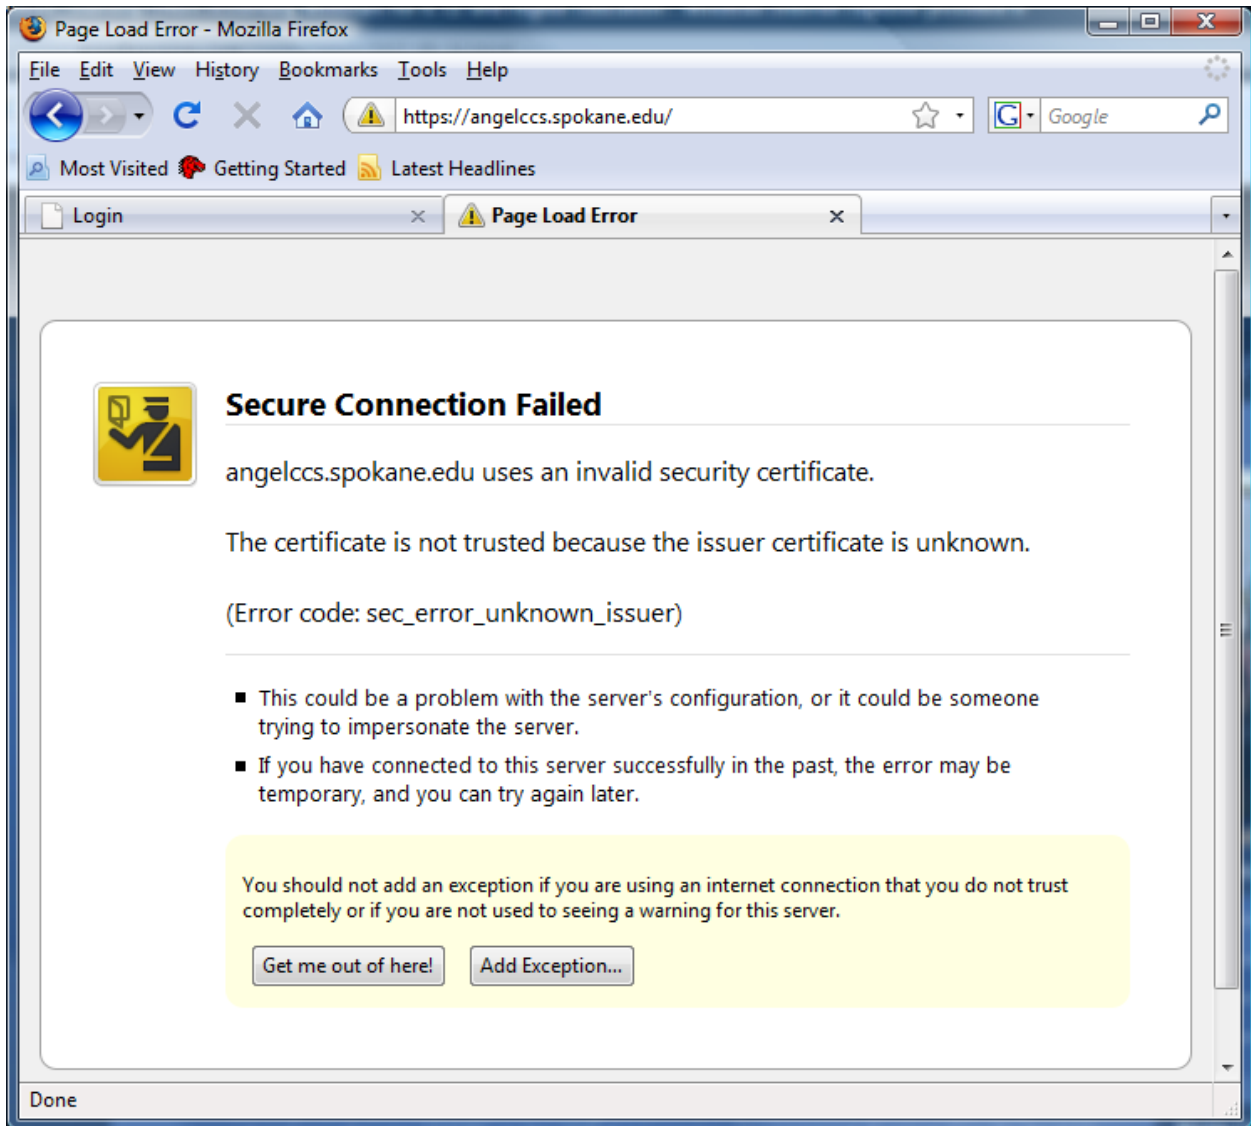 Page Load Error - Mozilla Firefox
File Edit View History Bookmarks Tools Help
https://angelccs.spokane.edu/ G Google
Most Visited Getting Started Latest Headlines
Login Page Load Error
Secure Connection Failed
angelccs.spokane.edu uses an invalid security certificate.
The certificate is not trusted because the issuer certificate is unknown.
(Error code: sec_error_unknown_issuer)
This could be a problem with the server's configuration, or it could be someone
trying to impersonate the server.
If you have connected to this server successfully in the past, the error may be
temporary, and you can try again later.
You should not add an exception if you are using an internet connection that you do not trust
completely or if you are not used to seeing a warning for this server.
Get me out of here! Add Exception...
Done